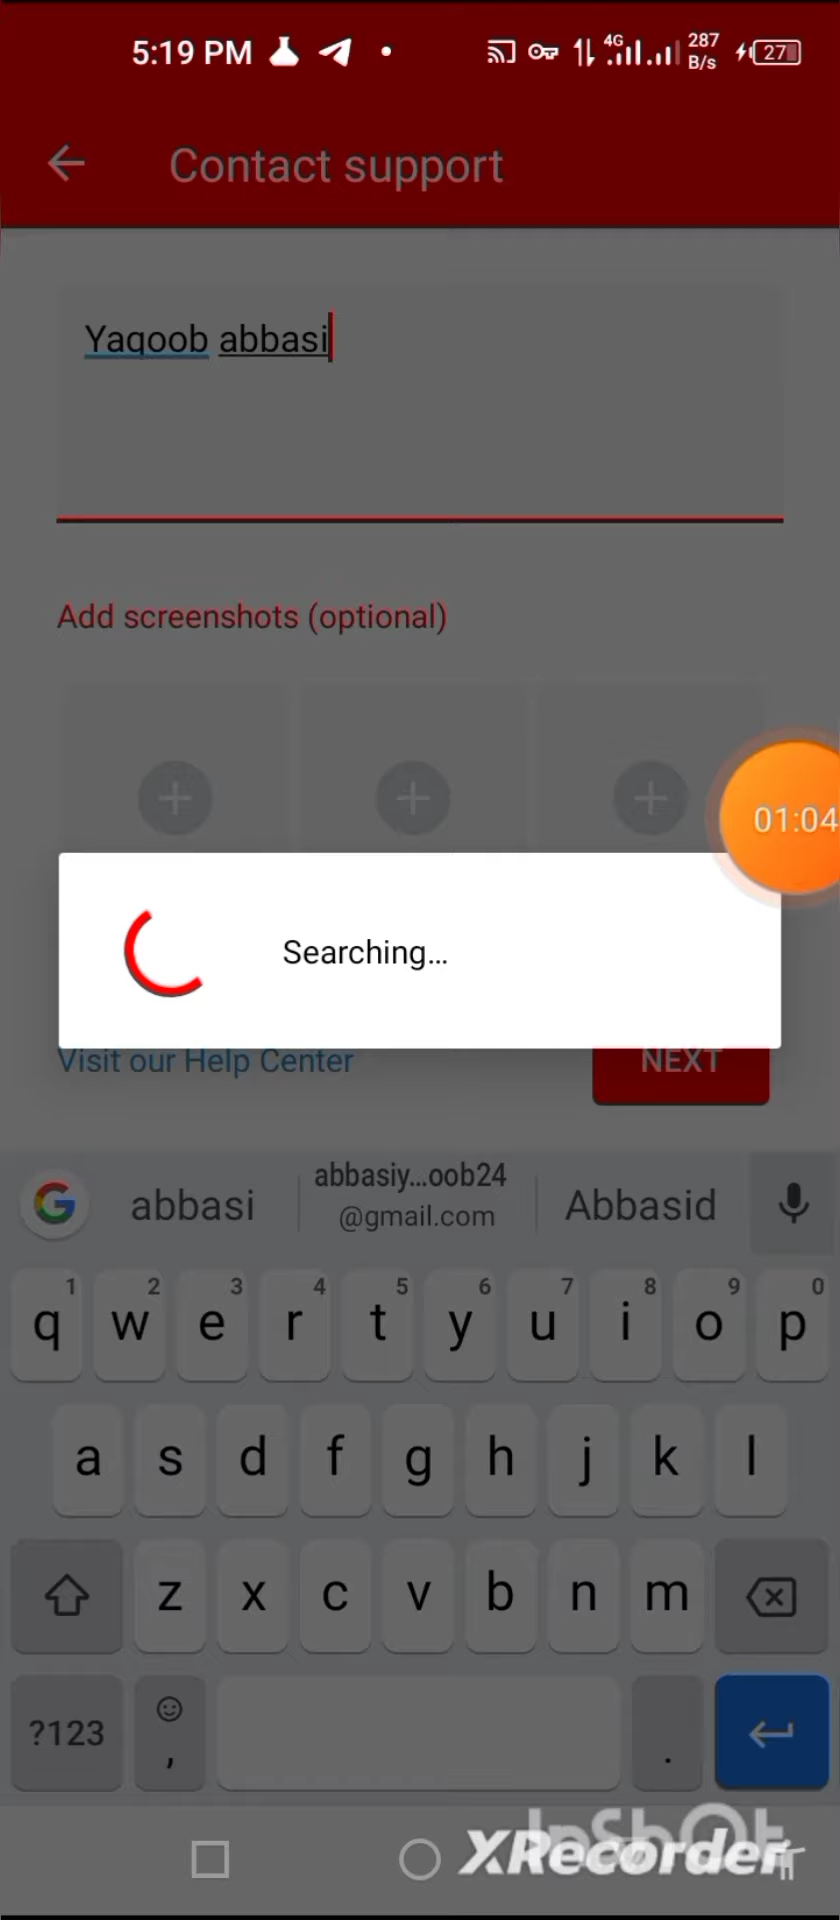 5:19 PM 4G 287 B/s 27
Contact support
Yaqoob abbasi
Add screenshots (optional)
01:04
Searching...
Visit our Help Center NEXT
G abbasi abbasiy...oob24 Abbasid
@gmail.com
1 2 3 4 5 6 7 8 9 0
q w e r t y u i o p
a s d f g h j k l
z x c v b n m
?123 , .
InShOt
XRecorder